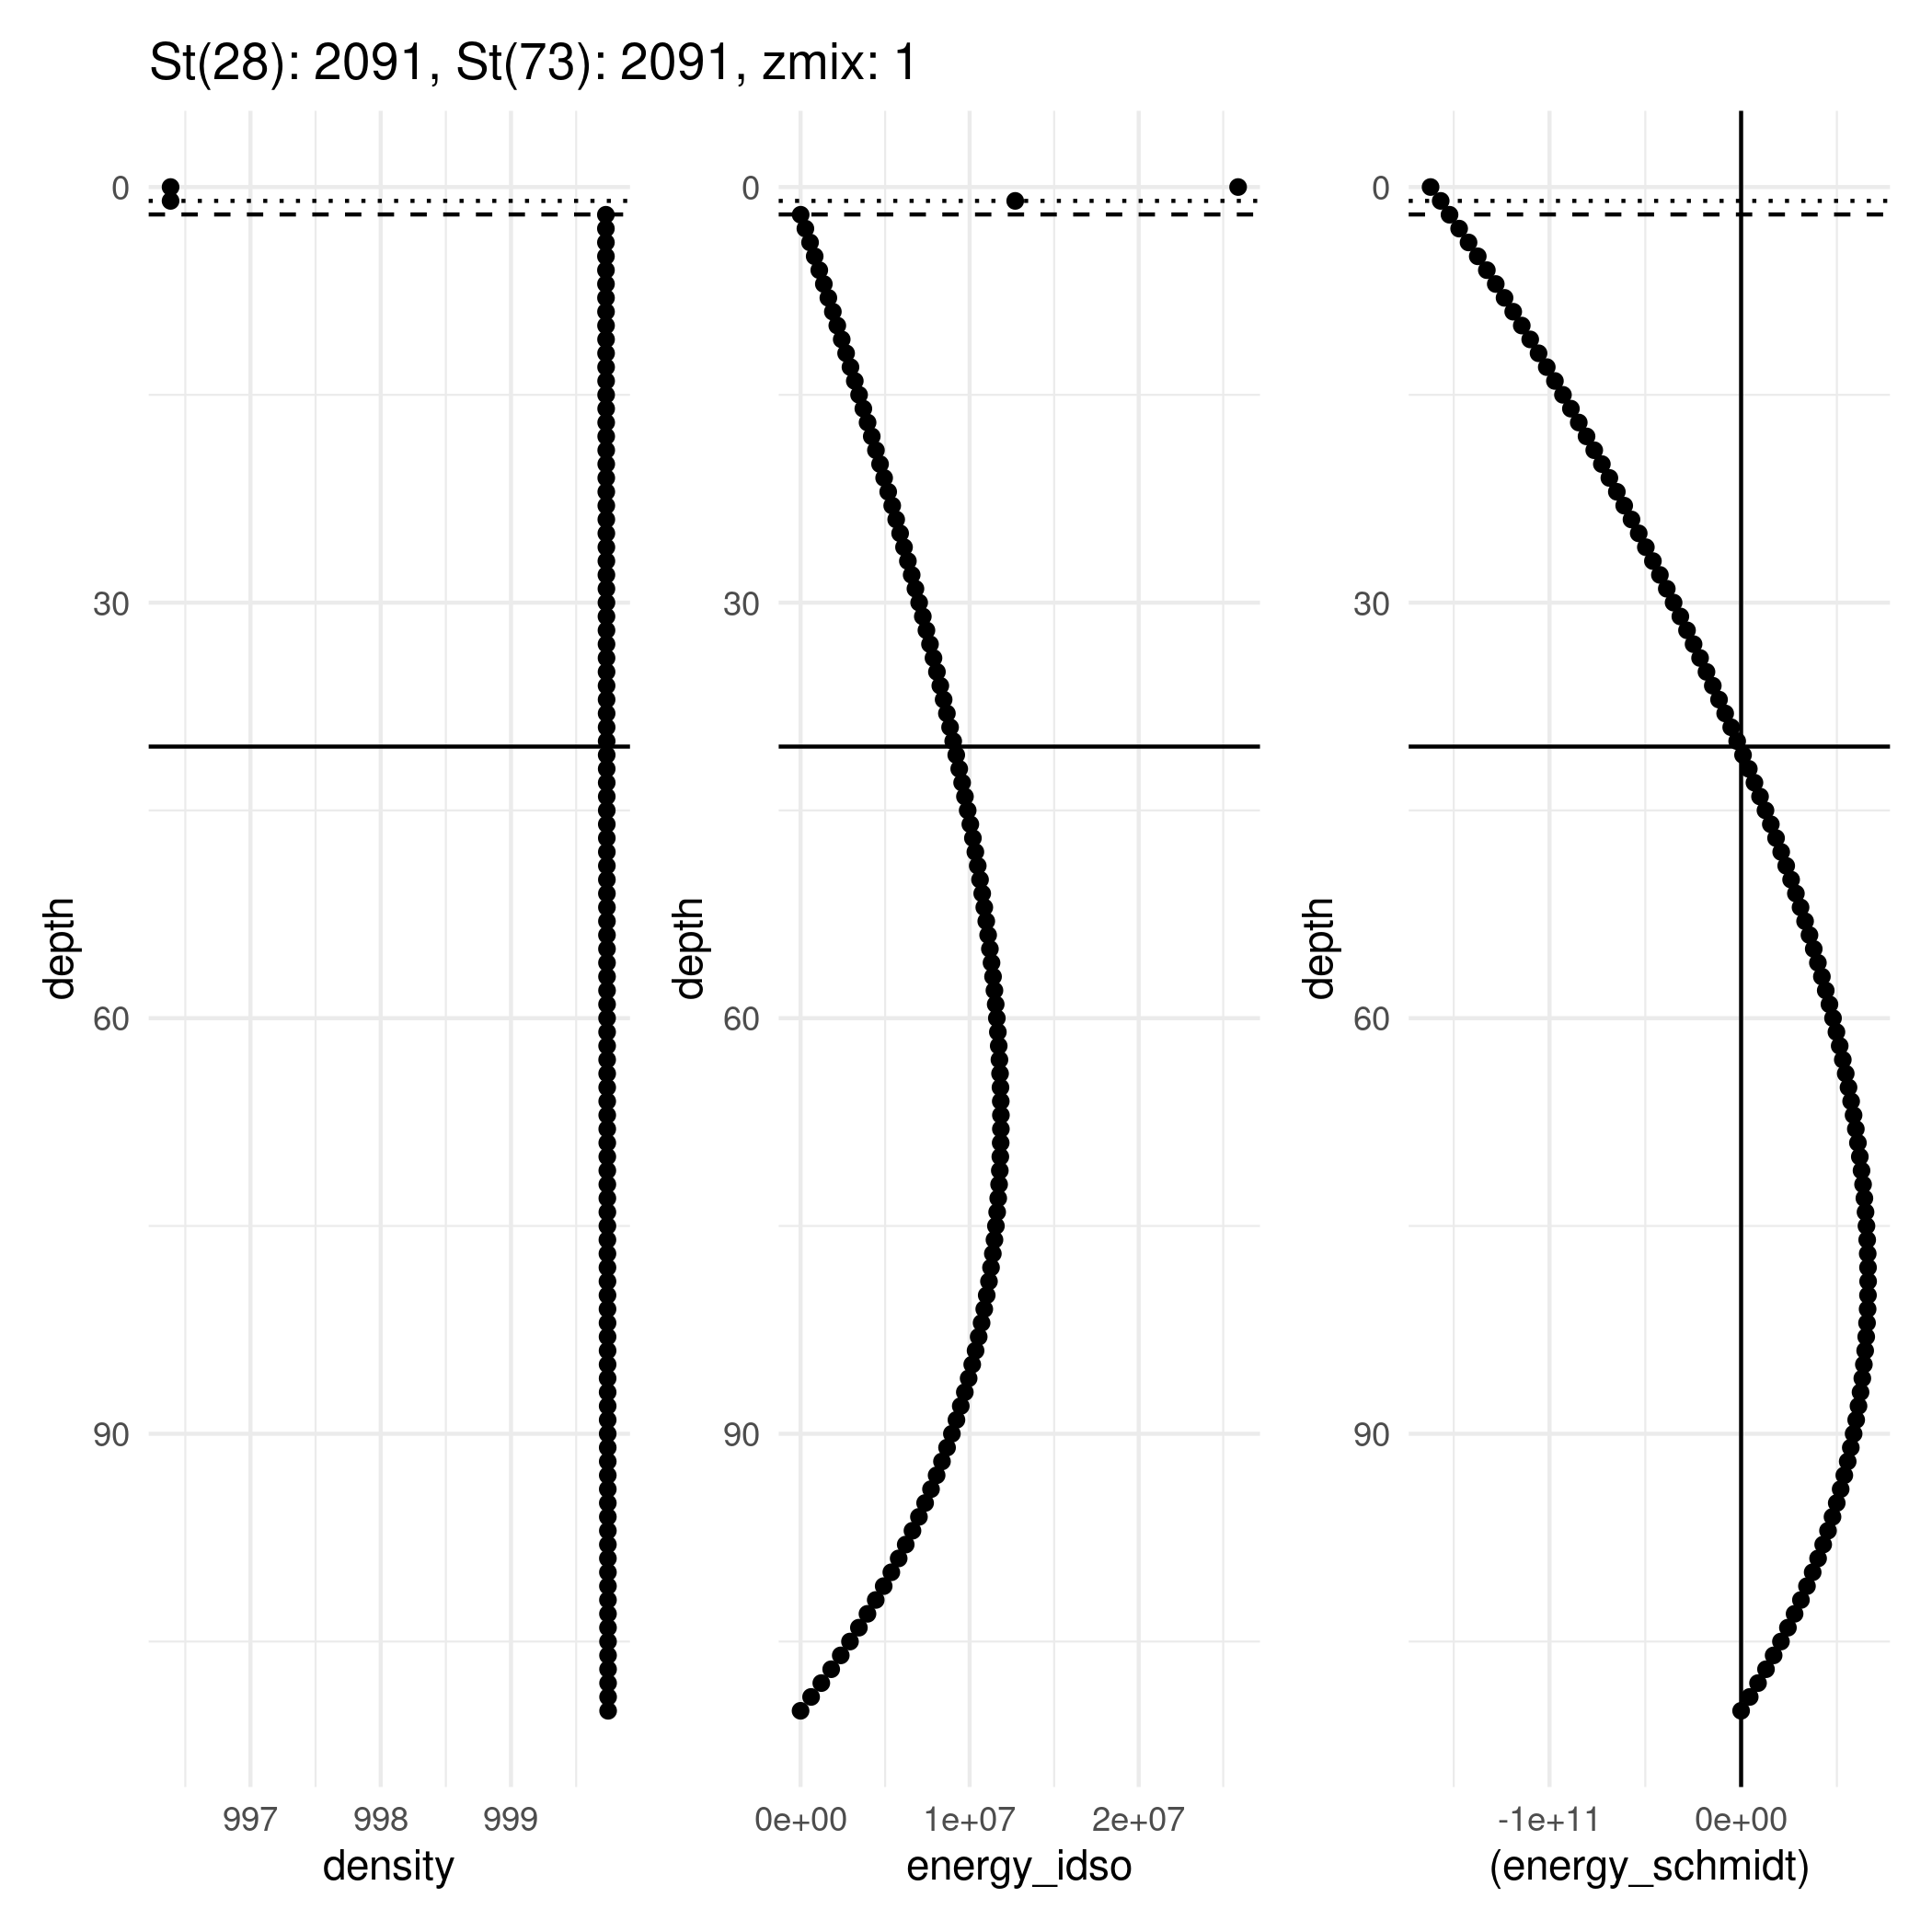 St(28): 2091, St(73): 2091, zmix: 1
0
30
60
90
depth
997 998 999
density
0
30
60
90
depth
0e+00 1e+07 2e+07
energy_idso
0
30
60
90
depth
-1e+11 0e+00
(energy_schmidt)